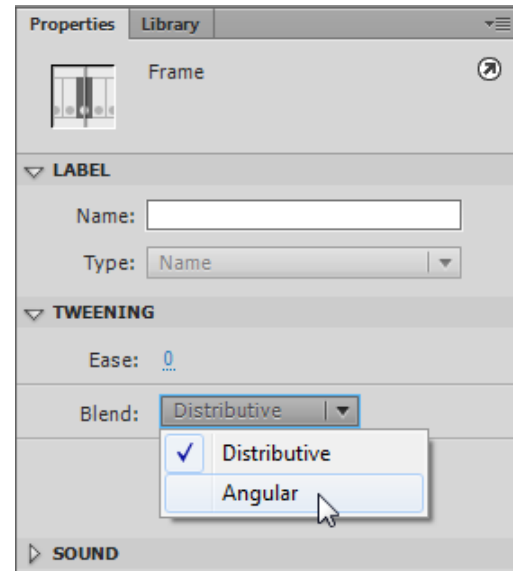 Properties Library
Frame
LABEL
Name:
Type: Name
TWEENING
Ease: 0
Blend: Distributive
Distributive
Angular
SOUND